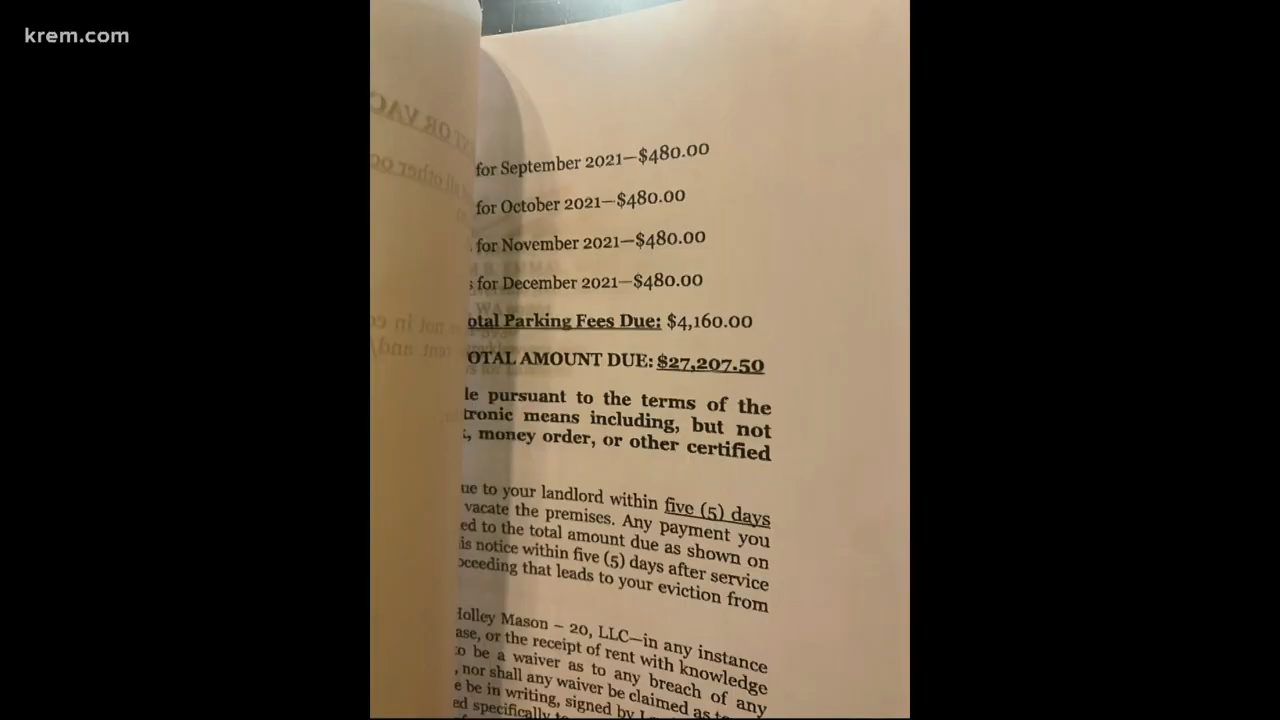 krem.com
for September 2021—$480.00
for October 2021—$480.00
for November 2021—$480.00
s for December 2021—$480.00
otal Parking Fees Due: $4,160.00
OTAL AMOUNT DUE: $27,207.50
le pursuant to the terms of the
tronic means including, but not
, money order, or other certified
ue to your landlord within five (5) days
vacate the premises. Any payment you
ed to the total amount due as shown on
is notice within five (5) days after service
oceeding that leads to your eviction from
Holley Mason – 20, LLC—in any instance
ase, or the receipt of rent with knowledge
to be a waiver as to any breach of any
, nor shall any waiver be claimed as to
e be in writing, signed by
ed specifically